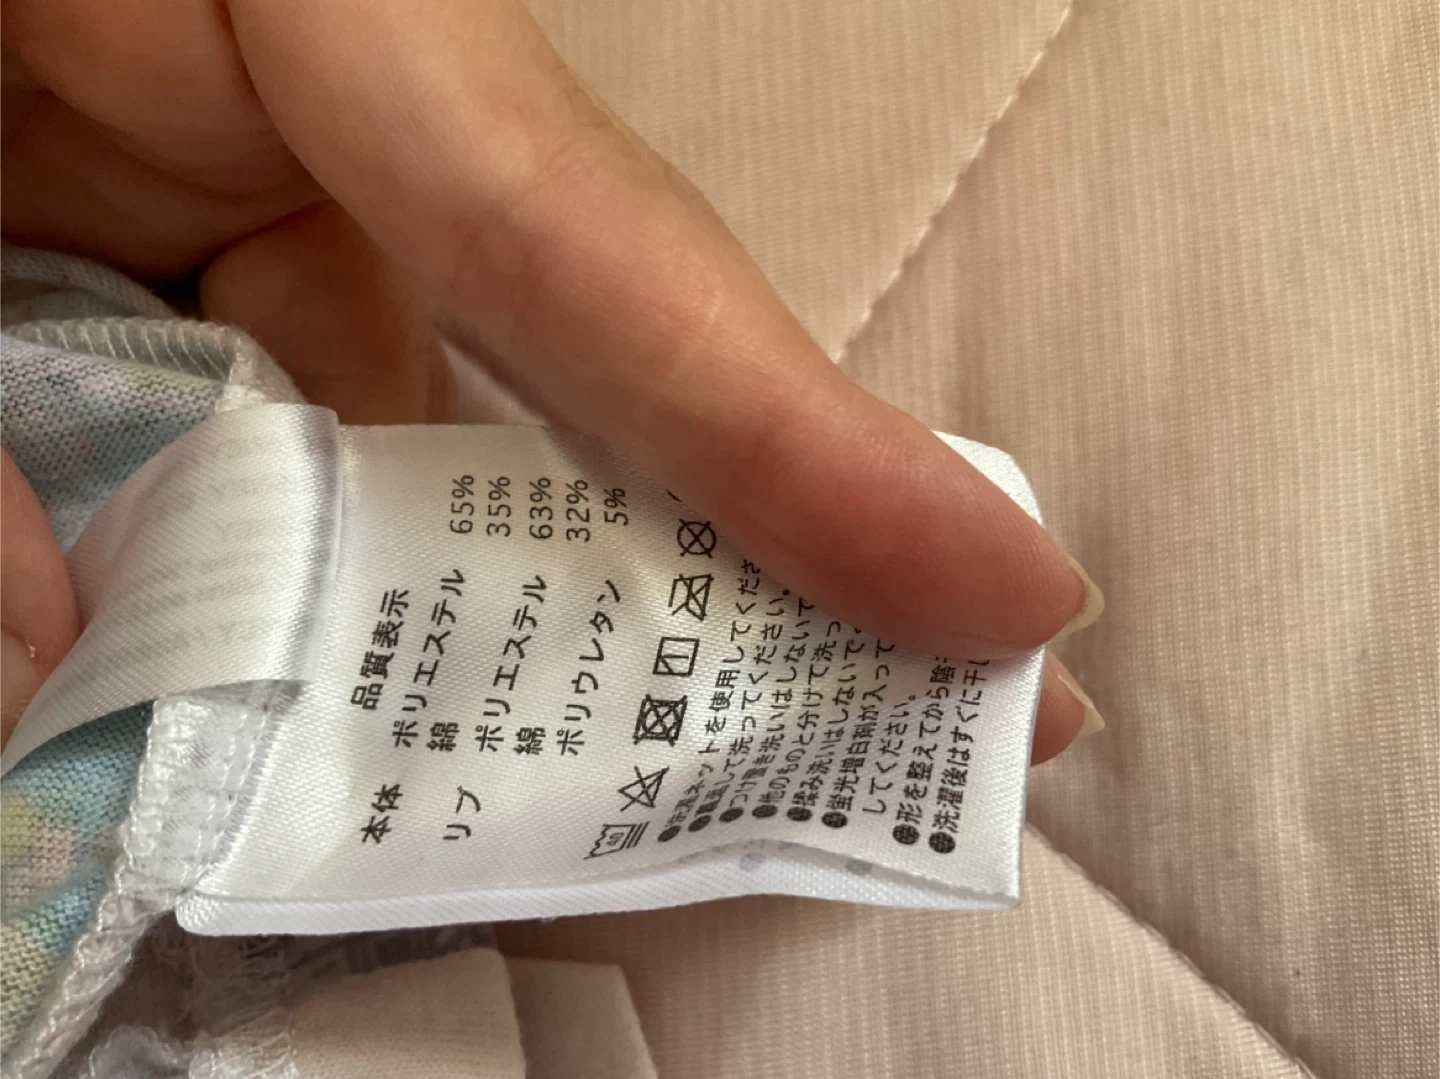 品質表示
本体 ポリエステル 65%
綿 35%
リブ ポリエステル 63%
綿 32%
ポリウレタン 5%
40
●洗濯ネットを使用してくださ
●裏返して洗ってください。
●つけ置き洗いはしないで
●他のものと分けて洗っ
●揉み洗いはしないで
●蛍光増白剤が入って
してください。
●形を整えてから陰
●洗濯後はすぐに干し